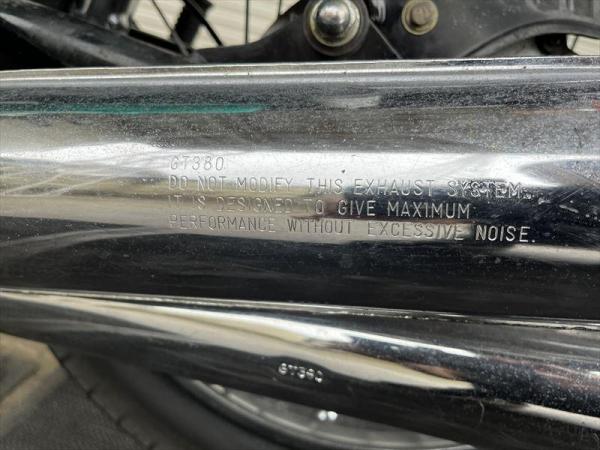 GT380
DO NOT MODIFY THIS EXHAUST SYSTEM.
IT IS DESIGNED TO GIVE MAXIMUM
PERFORMANCE WITHOUT EXCESSIVE NOISE.
GT380